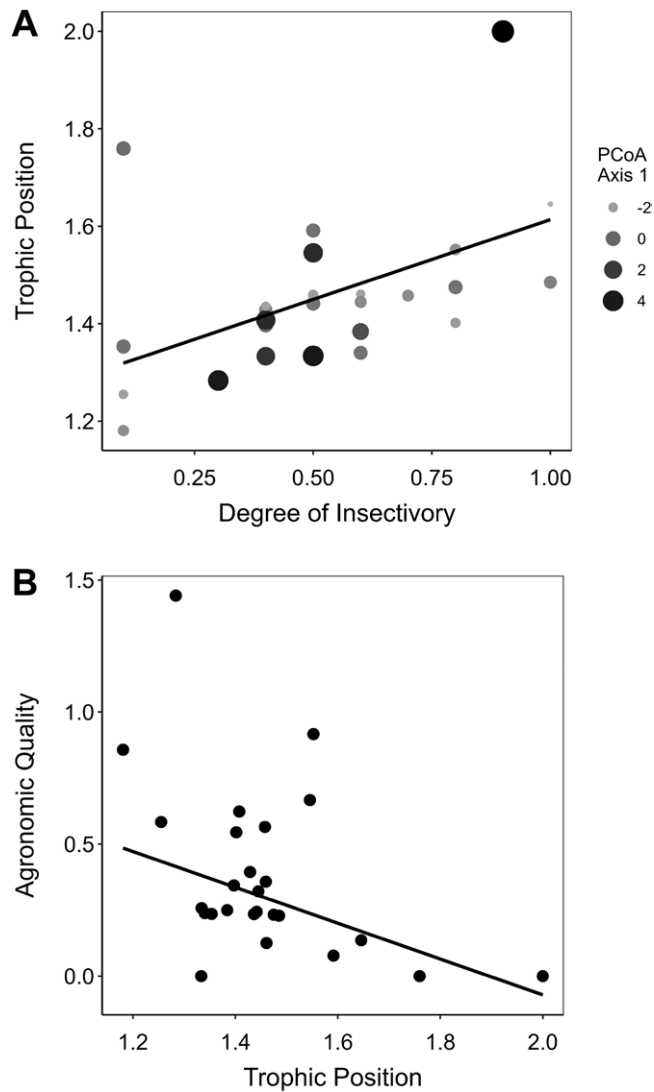 A
2.0
1.8
1.6
1.4
1.2
Trophic Position
0.25 0.50 0.75 1.00
Degree of Insectivory
PCoA
Axis 1
-2
0
2
4
B
1.5
1.0
0.5
0.0
Agronomic Quality
1.2 1.4 1.6 1.8 2.0
Trophic Position